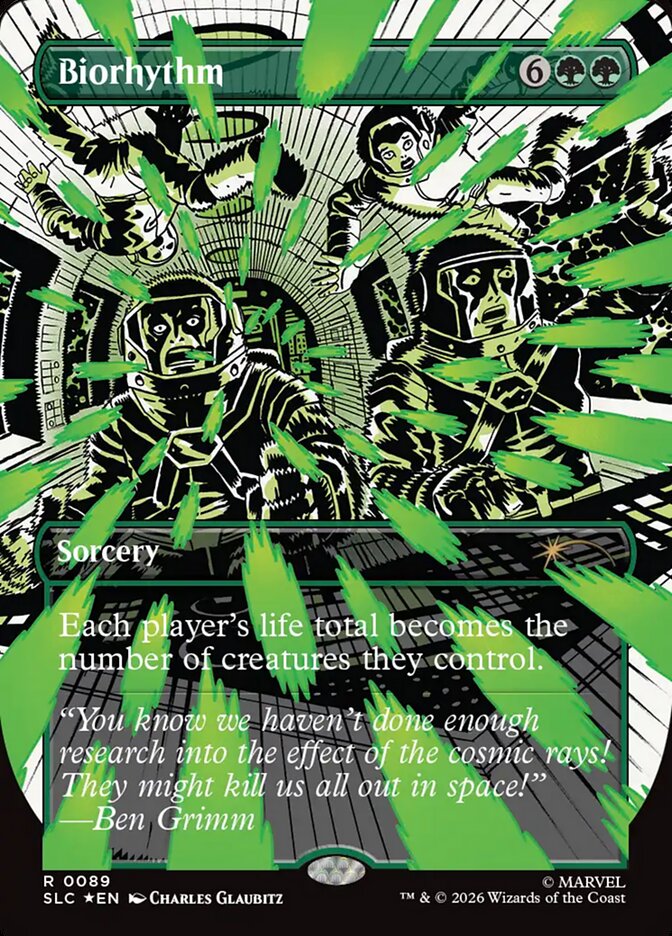 Biorhythm 6
Sorcery
Each player's life total becomes the
number of creatures they control.
“You know we haven't done enough
research into the effect of the cosmic rays!
They might kill us all out in space!”
—Ben Grimm
R 0089
© MARVEL
SLC ★ EN CHARLES GLAUBITZ
™ & © 2026 Wizards of the Coast